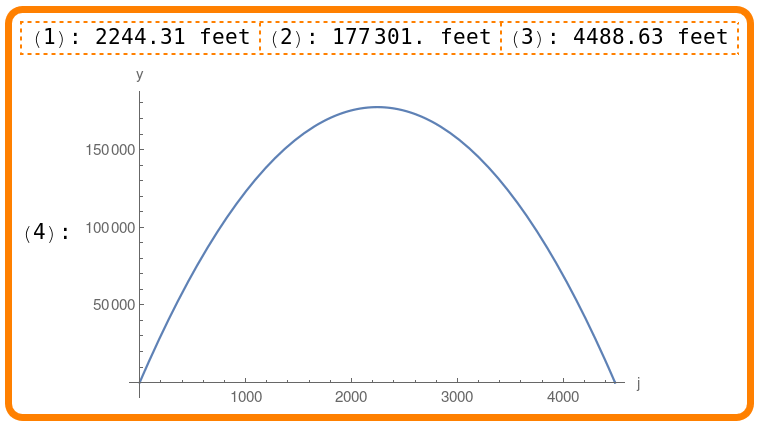 (1): 2244.31 feet (2): 177301. feet (3): 4488.63 feet
y
150000
(4): 100000
50000
j
1000 2000 3000 4000